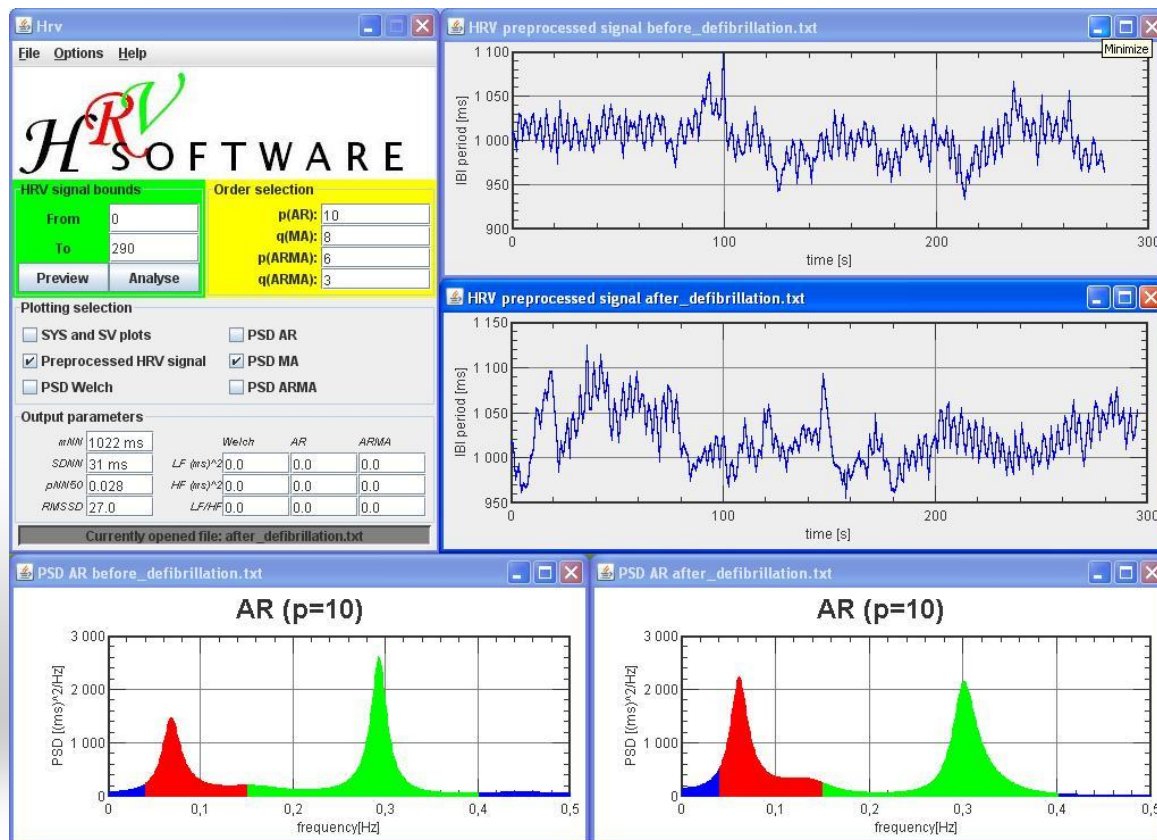 Hrv
File Options Help
HRV SOFTWARE
HRV signal bounds
From 0
To 290
Preview Analyse
Order selection
p(AR): 10
q(MA): 8
p(ARMA): 6
q(ARMA): 3
Plotting selection
SYS and SV plots PSD AR
Preprocessed HRV signal PSD MA
PSD Welch PSD ARMA
Output parameters
mNN 1022 ms Welch AR ARMA
SDNN 31 ms LF (ms)^2 0.0 0.0 0.0
pNN50 0.028 HF (ms)^2 0.0 0.0 0.0
RMSSD 27.0 LF/HF 0.0 0.0 0.0
Currently opened file: after_defibrillation.txt
HRV preprocessed signal before_defibrillation.txt
Minimize
1 100
1 050
1 000
950
900
IBI period [ms]
0 100 200 300
time [s]
HRV preprocessed signal after_defibrillation.txt
1 150
1 100
1 050
1 000
950
IBI period [ms]
0 100 200 300
time [s]
PSD AR before_defibrillation.txt
AR (p=10)
3 000
2 000
1 000
0
PSD [(ms)^2/Hz]
0 0,1 0,2 0,3 0,4 0,5
frequency[Hz]
PSD AR after_defibrillation.txt
AR (p=10)
3 000
2 000
1 000
0
PSD [(ms)^2/Hz]
0 0,1 0,2 0,3 0,4 0,5
frequency[Hz]